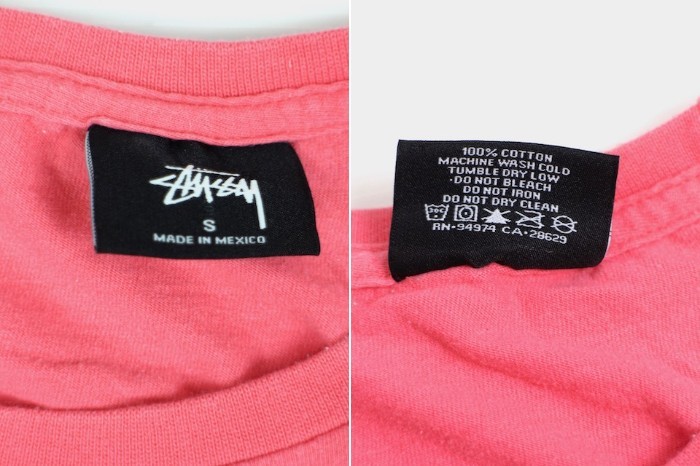 STUSSY
S
MADE IN MEXICO
100% COTTON
MACHINE WASH COLD
TUMBLE DRY LOW
·DO NOT BLEACH
DO NOT IRON
DO NOT DRY CLEAN
RN·94974 CA·28629